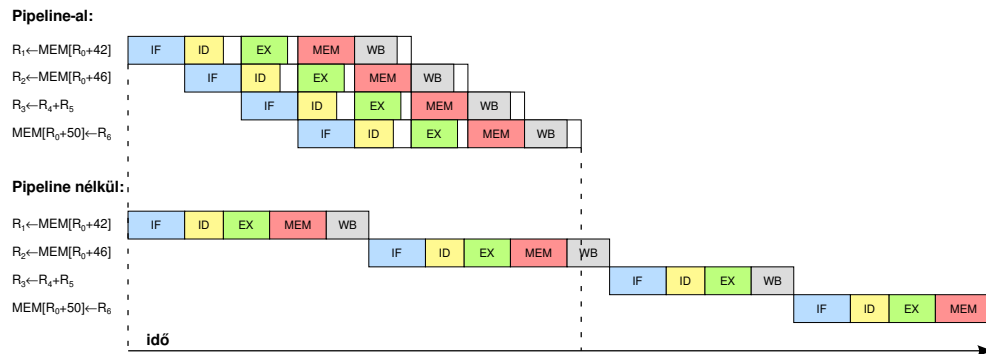 Pipeline-al:
R₁←MEM[R₀+42] IF ID EX MEM WB
R₂←MEM[R₀+46] IF ID EX MEM WB
R₃←R₄+R₅ IF ID EX MEM WB
MEM[R₀+50]←R₆ IF ID EX MEM WB
Pipeline nélkül:
R₁←MEM[R₀+42] IF ID EX MEM WB
R₂←MEM[R₀+46] IF ID EX MEM WB
R₃←R₄+R₅ IF ID EX WB
MEM[R₀+50]←R₆ IF ID EX MEM
idő